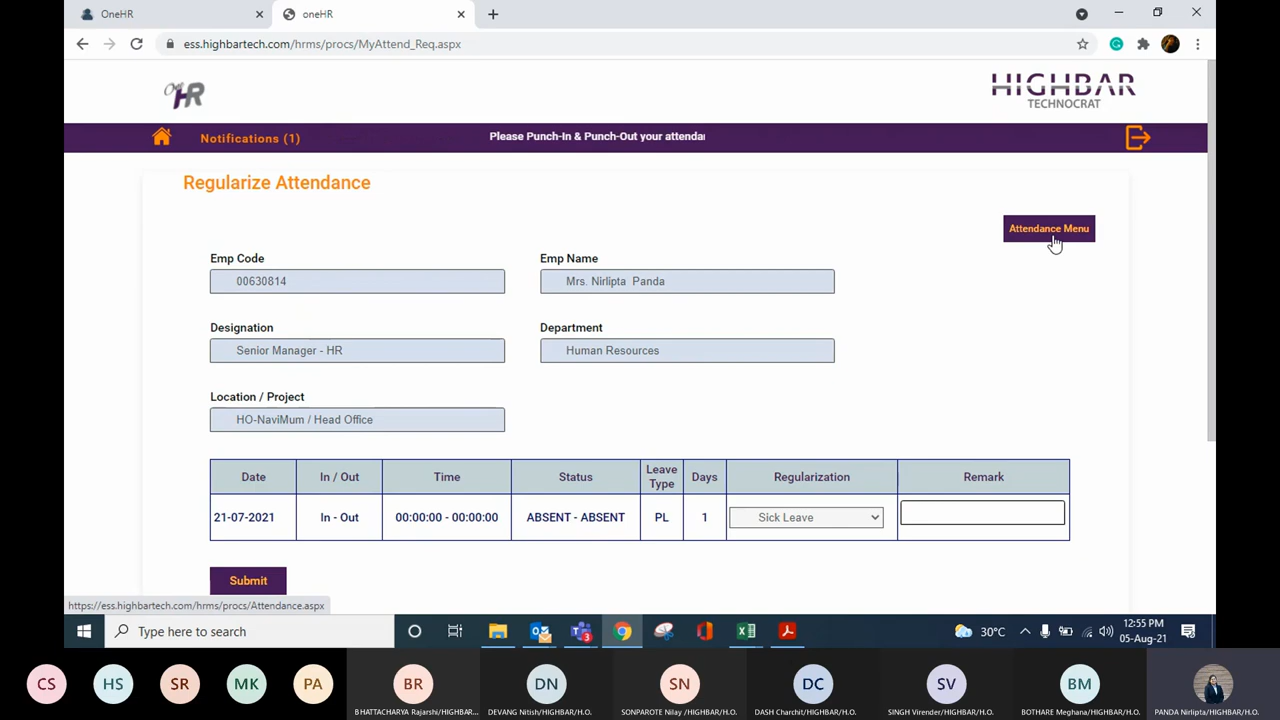 OneHR
oneHR
ess.highbartech.com/hrms/procs/MyAttend_Req.aspx
One HR
HIGHBAR
TECHNOCRAT
Notifications (1)
Please Punch-In & Punch-Out your attendar
Regularize Attendance
Attendance Menu
Emp Code
Emp Name
00630814
Mrs. Nirlipta Panda
Designation
Department
Senior Manager - HR
Human Resources
Location / Project
HO-NaviMum / Head Office
Date
In / Out
Time
Status
Leave
Type
Days
Regularization
Remark
21-07-2021
In - Out
00:00:00 - 00:00:00
ABSENT - ABSENT
PL
1
Sick Leave
Submit
https://ess.highbartech.com/hrms/procs/Attendance.aspx
Type here to search
3
30°C
12:55 PM
05-Aug-21
CS
HS
SR
MK
PA
BR
DN
SN
DC
SV
BM
BHATTACHARYA Rajarshi/HIGHBAR...
DEVANG Nitish/HIGHBAR/H.O.
SONPAROTE Nilay /HIGHBAR/H.O.
DASH Charchit/HIGHBAR/H.O.
SINGH Virender/HIGHBAR/H.O.
BOTHARE Meghana/HIGHBAR/H.O.
PANDA Nirlipta/HIGHBAR/H.O.